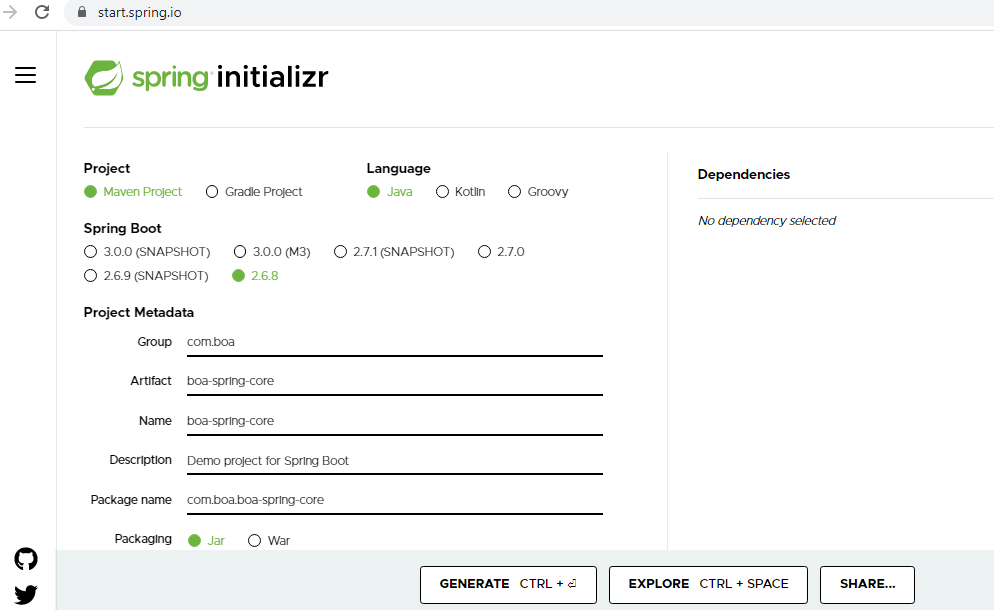 start.spring.io
spring initializr
Project
Maven Project Gradle Project
Language
Java Kotlin Groovy
Spring Boot
3.0.0 (SNAPSHOT) 3.0.0 (M3) 2.7.1 (SNAPSHOT) 2.7.0
2.6.9 (SNAPSHOT) 2.6.8
Project Metadata
Group com.boa
Artifact boa-spring-core
Name boa-spring-core
Description Demo project for Spring Boot
Package name com.boa.boa-spring-core
Packaging Jar War
Dependencies
No dependency selected
GENERATE CTRL + ⏎ EXPLORE CTRL + SPACE SHARE...